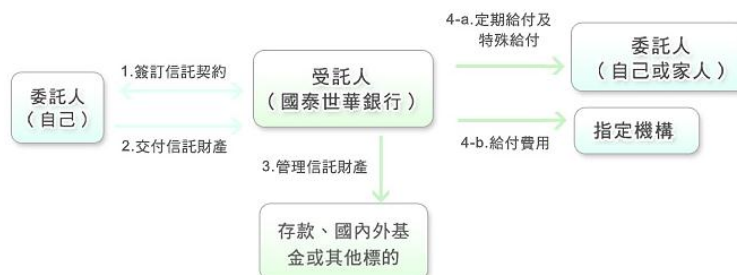 4-a.定期給付及
特殊給付
委託人
（自己或家人）
1.簽訂信託契約
受託人
（國泰世華銀行）
委託人
（自己）
2.交付信託財產
指定機構
4-b.給付費用
3.管理信託財產
存款、國內外基
金或其他標的